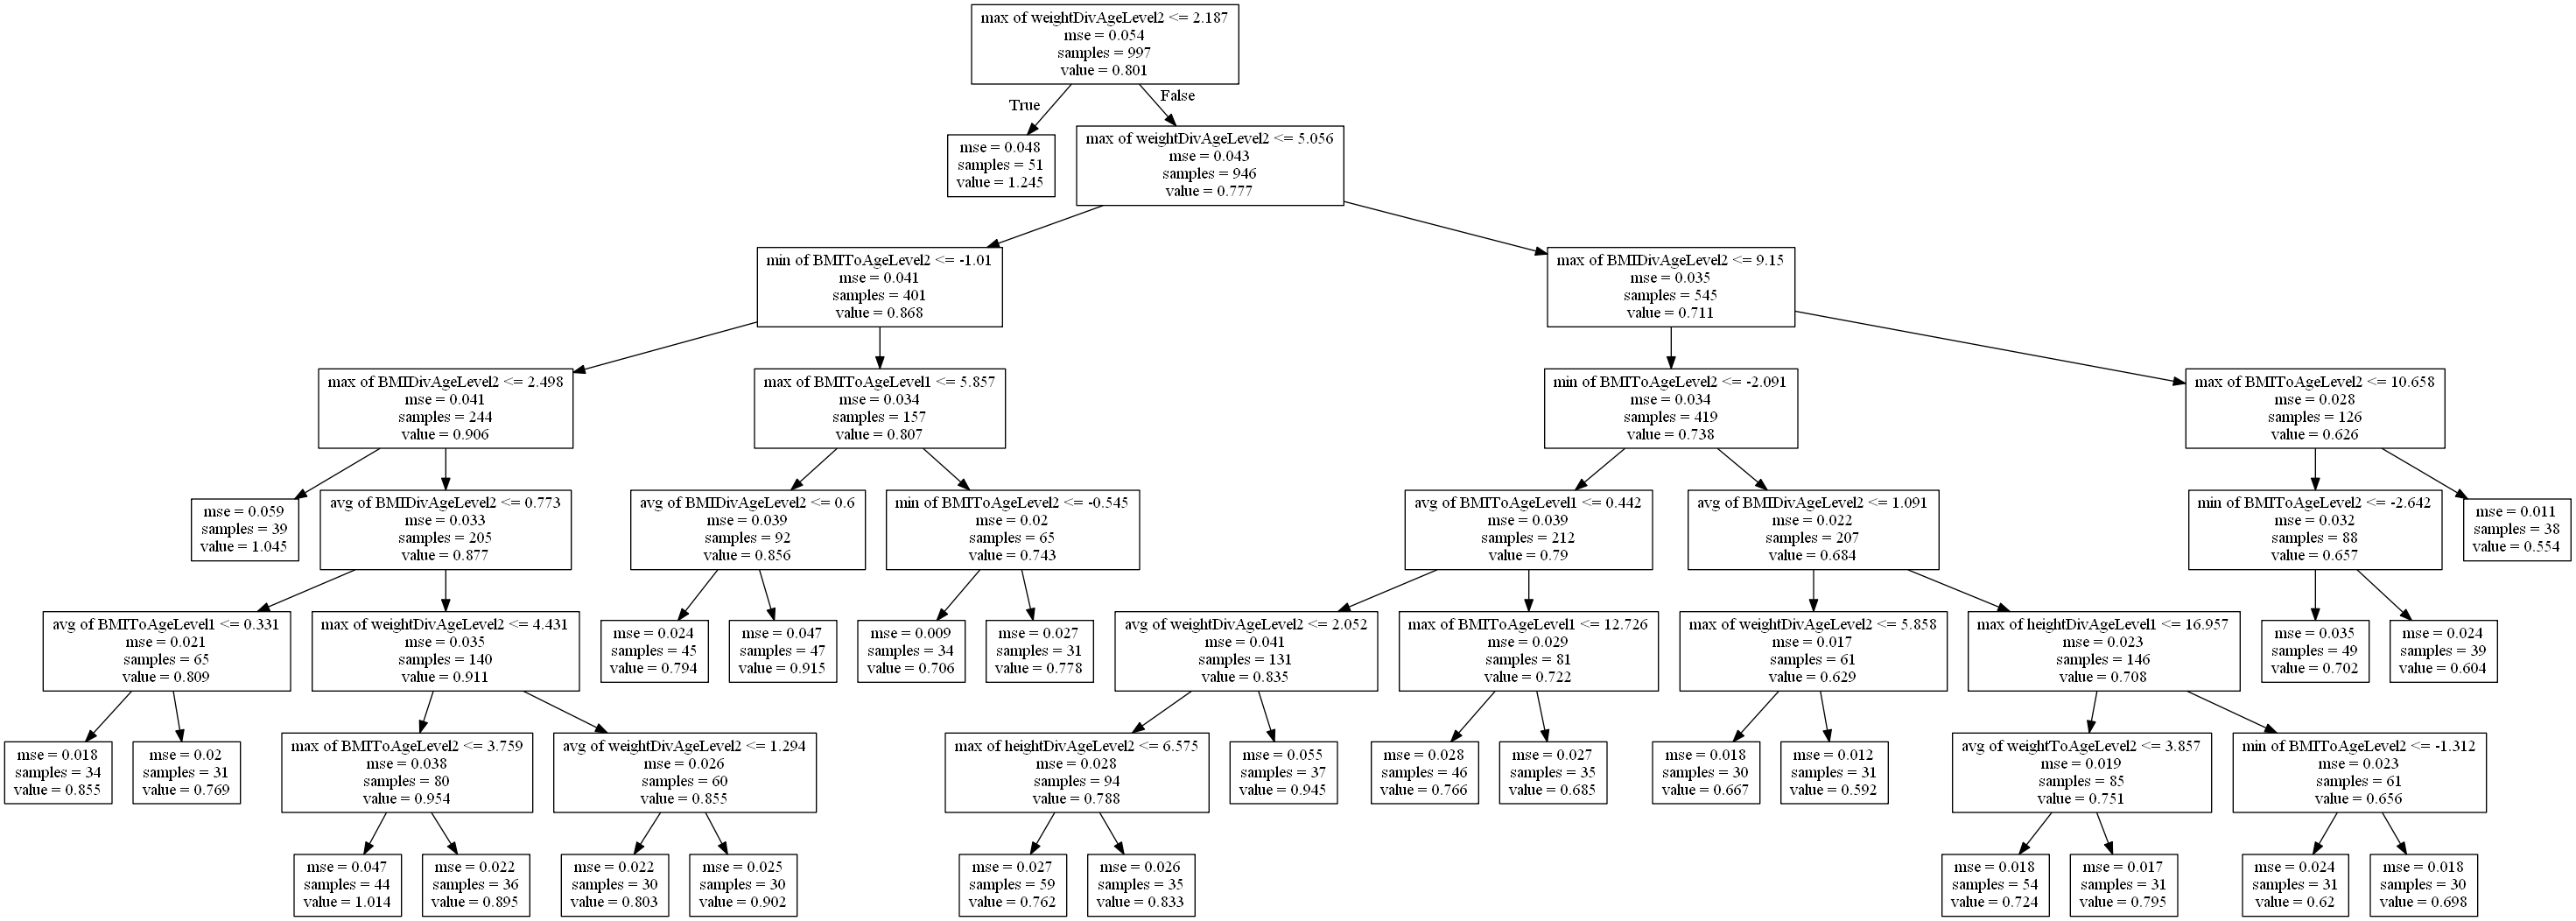 max of weightDivAgeLevel2 <= 2.187
mse = 0.054
samples = 997
value = 0.801
True
False
mse = 0.048
samples = 51
value = 1.245
max of weightDivAgeLevel2 <= 5.056
mse = 0.043
samples = 946
value = 0.777
min of BMIToAgeLevel2 <= -1.01
mse = 0.041
samples = 401
value = 0.868
max of BMIDivAgeLevel2 <= 9.15
mse = 0.035
samples = 545
value = 0.711
max of BMIDivAgeLevel2 <= 2.498
mse = 0.041
samples = 244
value = 0.906
max of BMIToAgeLevel1 <= 5.857
mse = 0.034
samples = 157
value = 0.807
min of BMIToAgeLevel2 <= -2.091
mse = 0.034
samples = 419
value = 0.738
max of BMIToAgeLevel2 <= 10.658
mse = 0.028
samples = 126
value = 0.626
mse = 0.059
samples = 39
value = 1.045
avg of BMIDivAgeLevel2 <= 0.773
mse = 0.033
samples = 205
value = 0.877
avg of BMIDivAgeLevel2 <= 0.6
mse = 0.039
samples = 92
value = 0.856
min of BMIToAgeLevel2 <= -0.545
mse = 0.02
samples = 65
value = 0.743
avg of BMIToAgeLevel1 <= 0.442
mse = 0.039
samples = 212
value = 0.79
avg of BMIDivAgeLevel2 <= 1.091
mse = 0.022
samples = 207
value = 0.684
min of BMIToAgeLevel2 <= -2.642
mse = 0.032
samples = 88
value = 0.657
mse = 0.011
samples = 38
value = 0.554
avg of BMIToAgeLevel1 <= 0.331
mse = 0.021
samples = 65
value = 0.809
max of weightDivAgeLevel2 <= 4.431
mse = 0.035
samples = 140
value = 0.911
mse = 0.024
samples = 45
value = 0.794
mse = 0.047
samples = 47
value = 0.915
mse = 0.009
samples = 34
value = 0.706
mse = 0.027
samples = 31
value = 0.778
avg of weightDivAgeLevel2 <= 2.052
mse = 0.041
samples = 131
value = 0.835
max of BMIToAgeLevel1 <= 12.726
mse = 0.029
samples = 81
value = 0.722
max of weightDivAgeLevel2 <= 5.858
mse = 0.017
samples = 61
value = 0.629
max of heightDivAgeLevel1 <= 16.957
mse = 0.023
samples = 146
value = 0.708
mse = 0.035
samples = 49
value = 0.702
mse = 0.024
samples = 39
value = 0.604
mse = 0.018
samples = 34
value = 0.855
mse = 0.02
samples = 31
value = 0.769
max of BMIToAgeLevel2 <= 3.759
mse = 0.038
samples = 80
value = 0.954
avg of weightDivAgeLevel2 <= 1.294
mse = 0.026
samples = 60
value = 0.855
max of heightDivAgeLevel2 <= 6.575
mse = 0.028
samples = 94
value = 0.788
mse = 0.055
samples = 37
value = 0.945
mse = 0.028
samples = 46
value = 0.766
mse = 0.027
samples = 35
value = 0.685
mse = 0.018
samples = 30
value = 0.667
mse = 0.012
samples = 31
value = 0.592
avg of weightToAgeLevel2 <= 3.857
mse = 0.019
samples = 85
value = 0.751
min of BMIToAgeLevel2 <= -1.312
mse = 0.023
samples = 61
value = 0.656
mse = 0.047
samples = 44
value = 1.014
mse = 0.022
samples = 36
value = 0.895
mse = 0.022
samples = 30
value = 0.803
mse = 0.025
samples = 30
value = 0.902
mse = 0.027
samples = 59
value = 0.762
mse = 0.026
samples = 35
value = 0.833
mse = 0.018
samples = 54
value = 0.724
mse = 0.017
samples = 31
value = 0.795
mse = 0.024
samples = 31
value = 0.62
mse = 0.018
samples = 30
value = 0.698